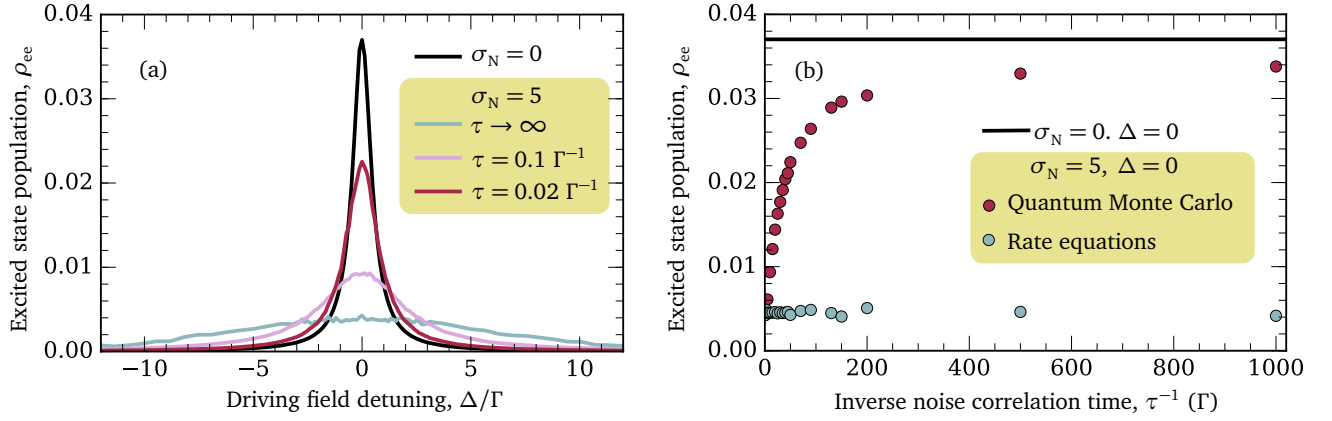 Excited state population, ρee
0.04
0.03
0.02
0.01
0.00
(a)
σN = 0
σN = 5
τ → ∞
τ = 0.1 Γ−1
τ = 0.02 Γ−1
−10
−5
0
5
10
Driving field detuning, Δ/Γ
Excited state population, ρee
0.04
0.03
0.02
0.01
0.00
(b)
σN = 0. Δ = 0
σN = 5, Δ = 0
Quantum Monte Carlo
Rate equations
0
200
400
600
800
1000
Inverse noise correlation time, τ−1 (Γ)